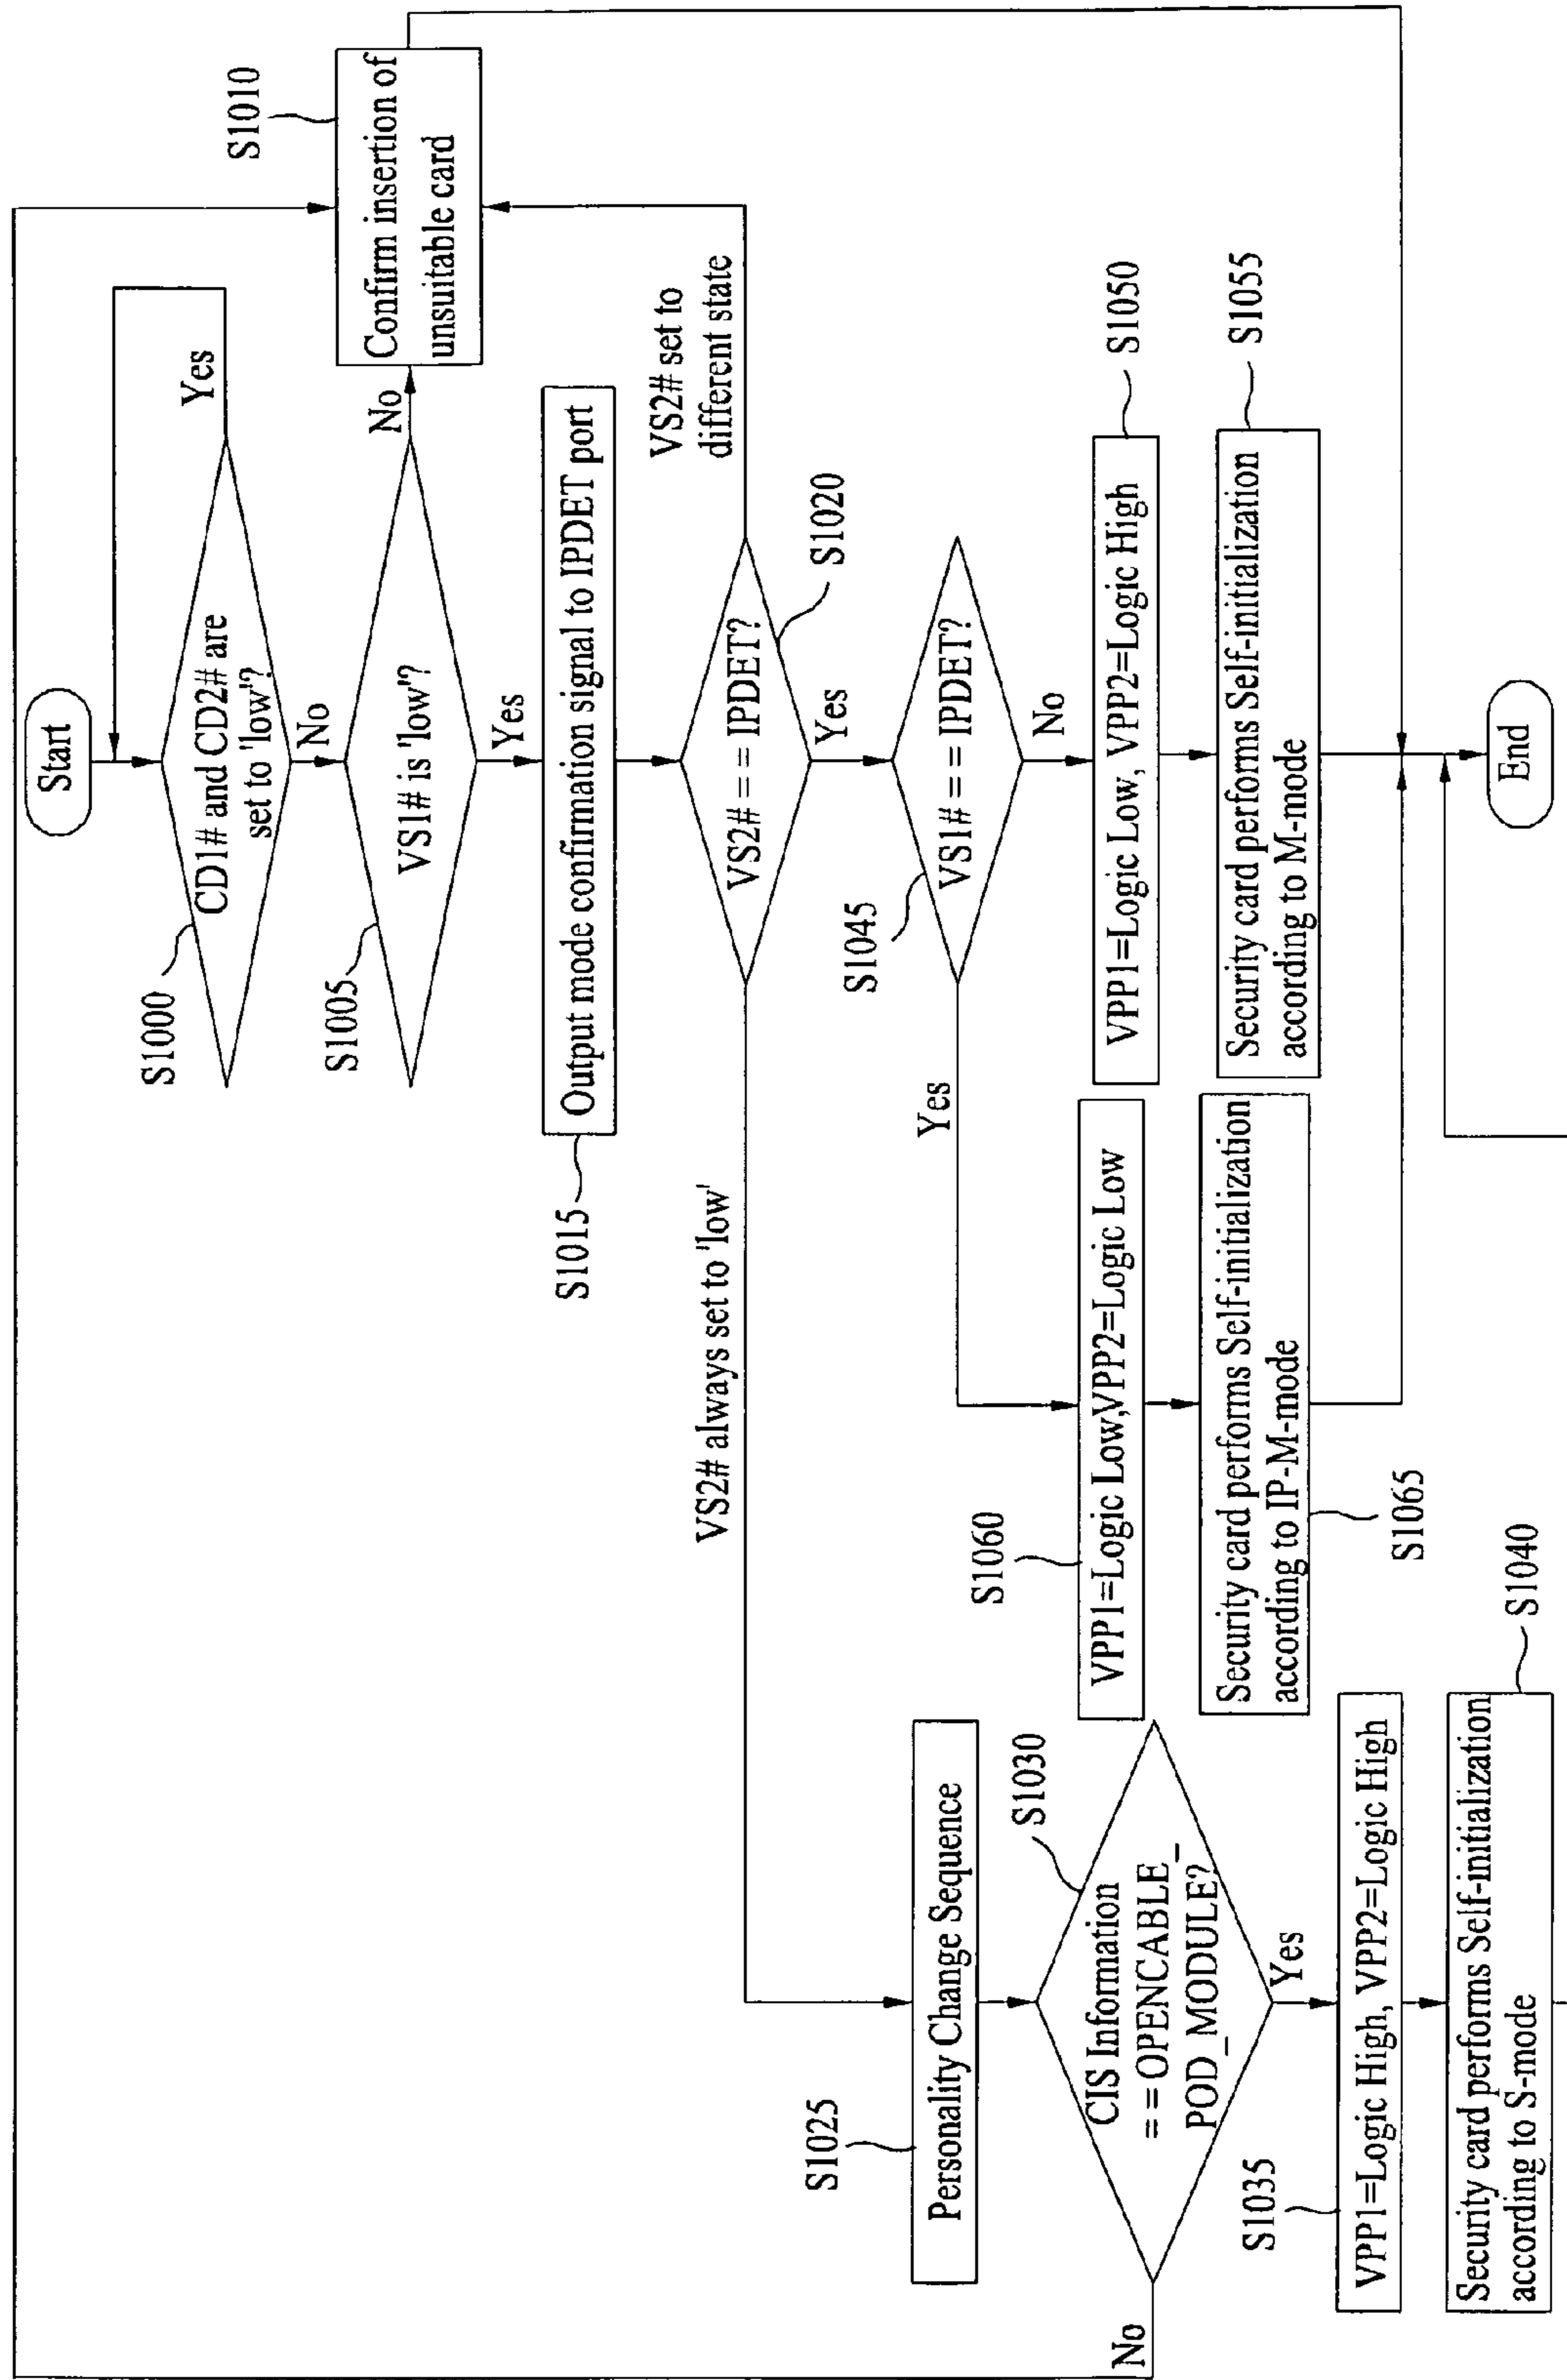 Start
S1000
CD1# and CD2# are
set to 'low'?
Yes
No
S1005
VS1# is 'low'?
No
S1010
Confirm insertion of
unsuitable card
Yes
S1015
Output mode confirmation signal to IPDET port
VS2# always set to 'low'
VS2# == IPDET?
VS2# set to
different state
S1020
Yes
S1025
Personality Change Sequence
S1045
VS1# == IPDET?
Yes
No
S1030
CIS Information
== OPENCABLE_
POD_MODULE?
No
Yes
S1060
VPP1=Logic Low,VPP2=Logic Low
S1050
VPP1=Logic Low, VPP2=Logic High
Security card performs Self-initialization
according to IP-M-mode
S1065
S1055
Security card performs Self-initialization
according to M-mode
S1035
VPP1=Logic High, VPP2=Logic High
S1040
Security card performs Self-initialization
according to S-mode
End